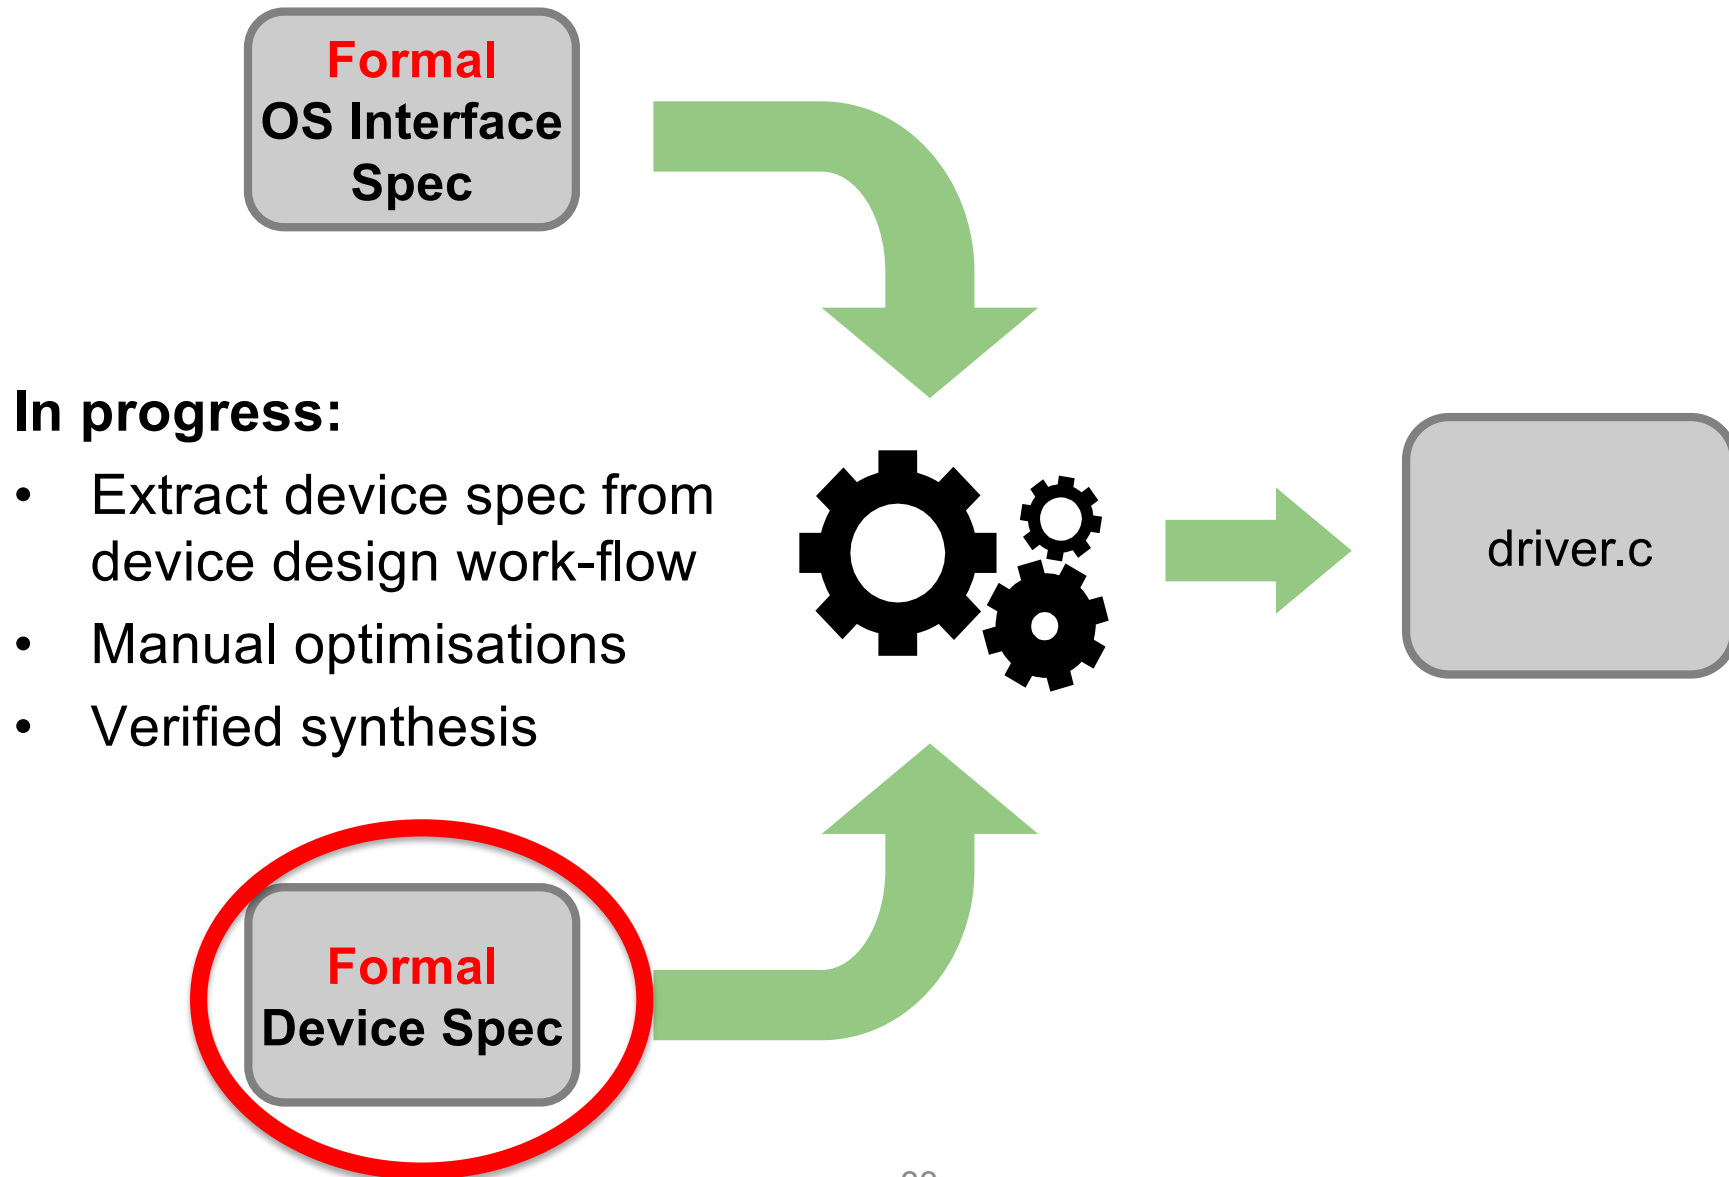 Formal
OS Interface
Spec
In progress:
• Extract device spec from
device design work-flow
• Manual optimisations
• Verified synthesis
driver.c
Formal
Device Spec